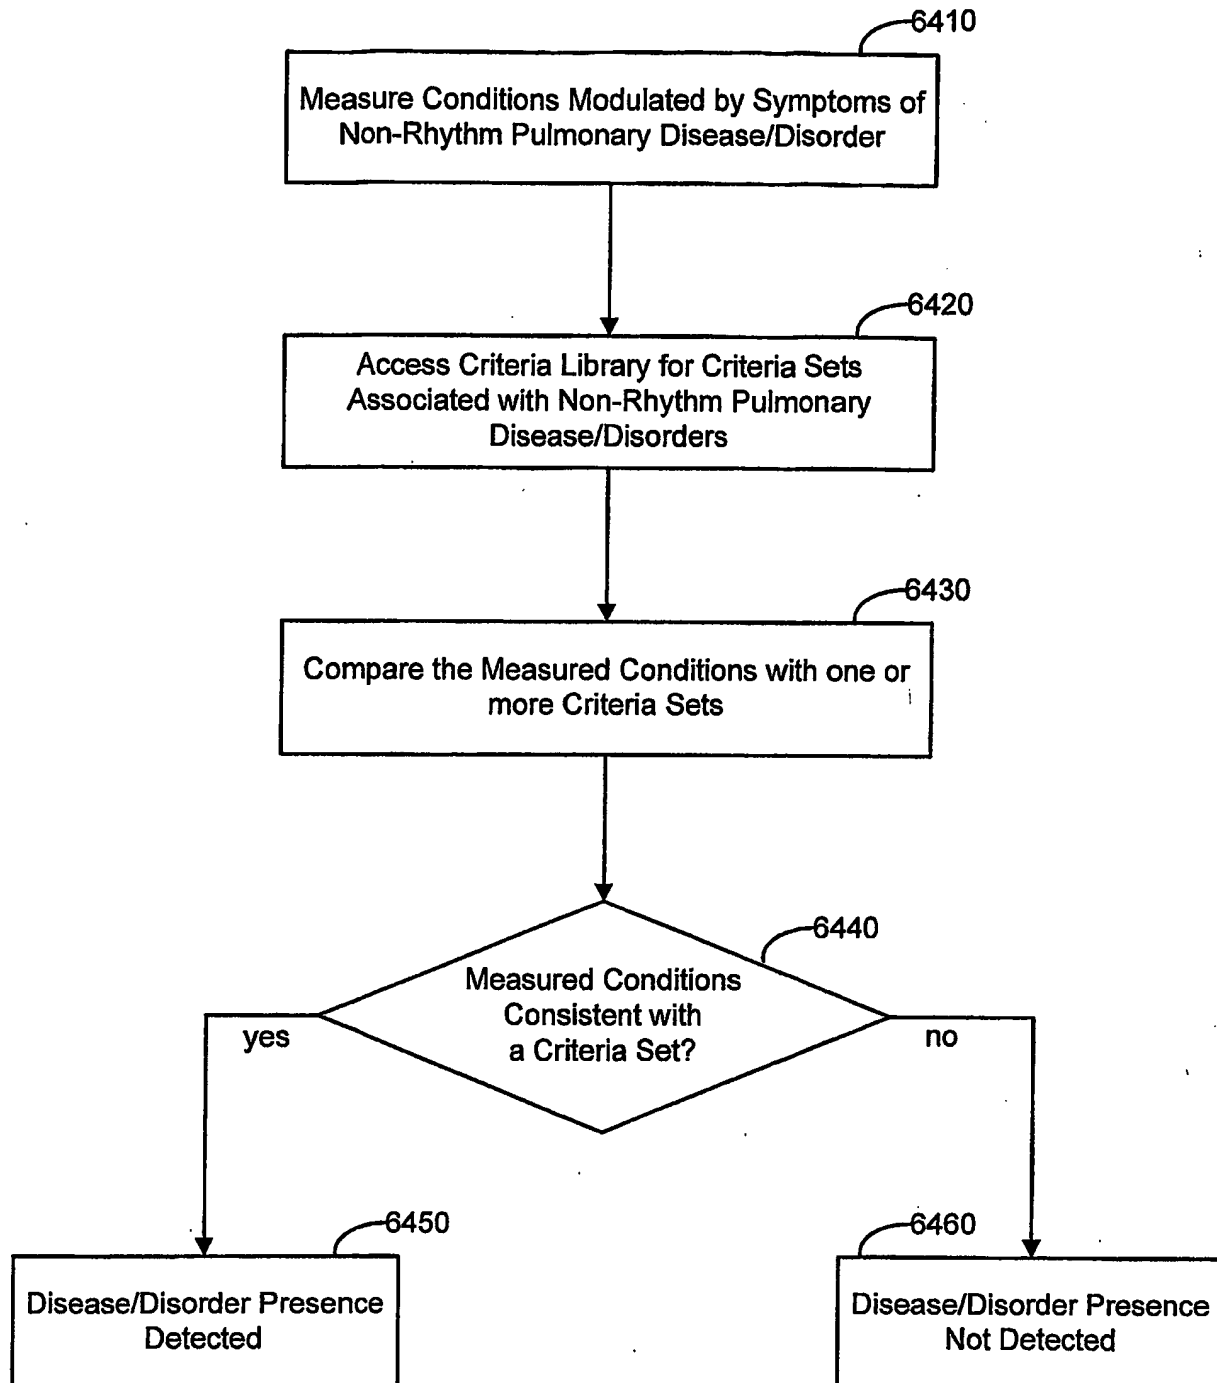 6410
Measure Conditions Modulated by Symptoms of
Non-Rhythm Pulmonary Disease/Disorder
6420
Access Criteria Library for Criteria Sets
Associated with Non-Rhythm Pulmonary
Disease/Disorders
6430
Compare the Measured Conditions with one or
more Criteria Sets
6440
Measured Conditions
Consistent with
a Criteria Set?
yes
no
6450
6460
Disease/Disorder Presence
Detected
Disease/Disorder Presence
Not Detected